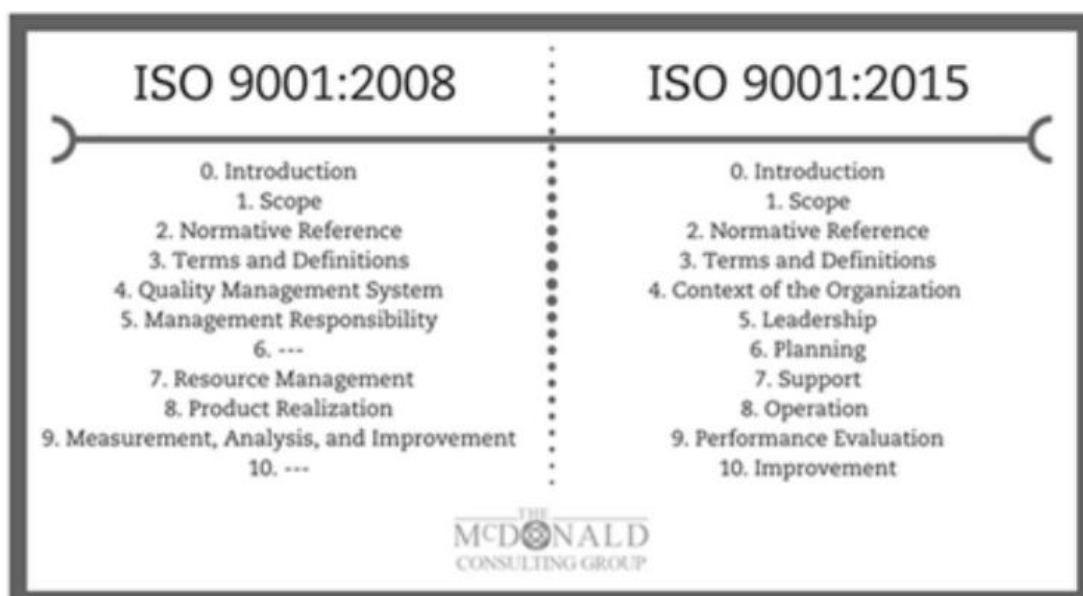 ISO 9001:2008
0. Introduction
1. Scope
2. Normative Reference
3. Terms and Definitions
4. Quality Management System
5. Management Responsibility
6. ---
7. Resource Management
8. Product Realization
9. Measurement, Analysis, and Improvement
10. ---
ISO 9001:2015
0. Introduction
1. Scope
2. Normative Reference
3. Terms and Definitions
4. Context of the Organization
5. Leadership
6. Planning
7. Support
8. Operation
9. Performance Evaluation
10. Improvement
THE
MCDONALD
CONSULTING GROUP